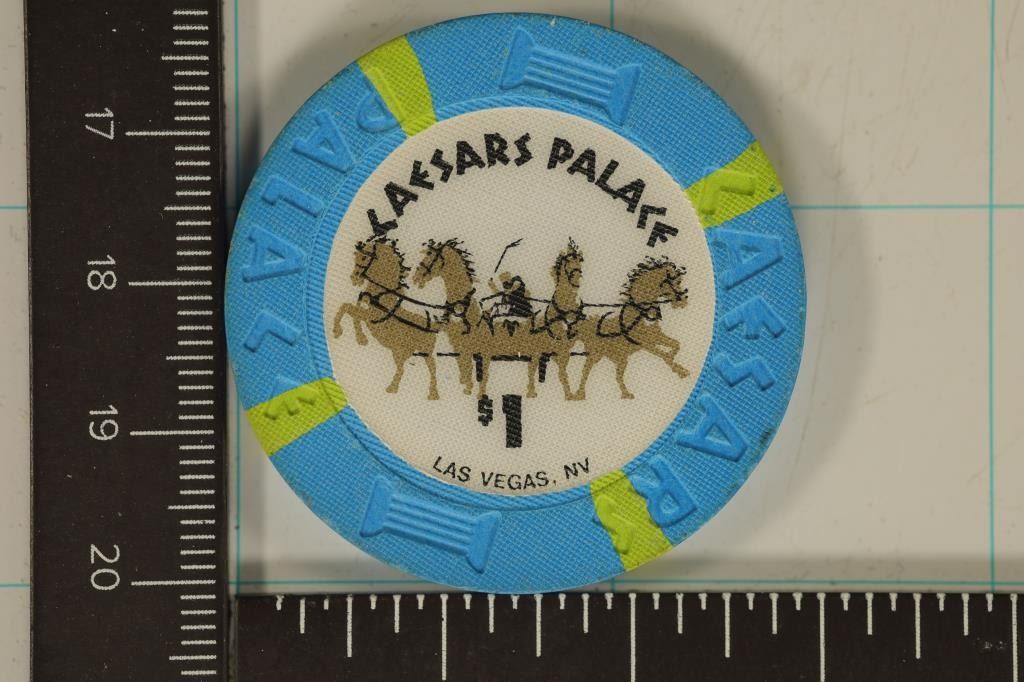 CAESARS PALACE
$1
LAS VEGAS, NV
CAESARS
PALACE
17
18
19
20